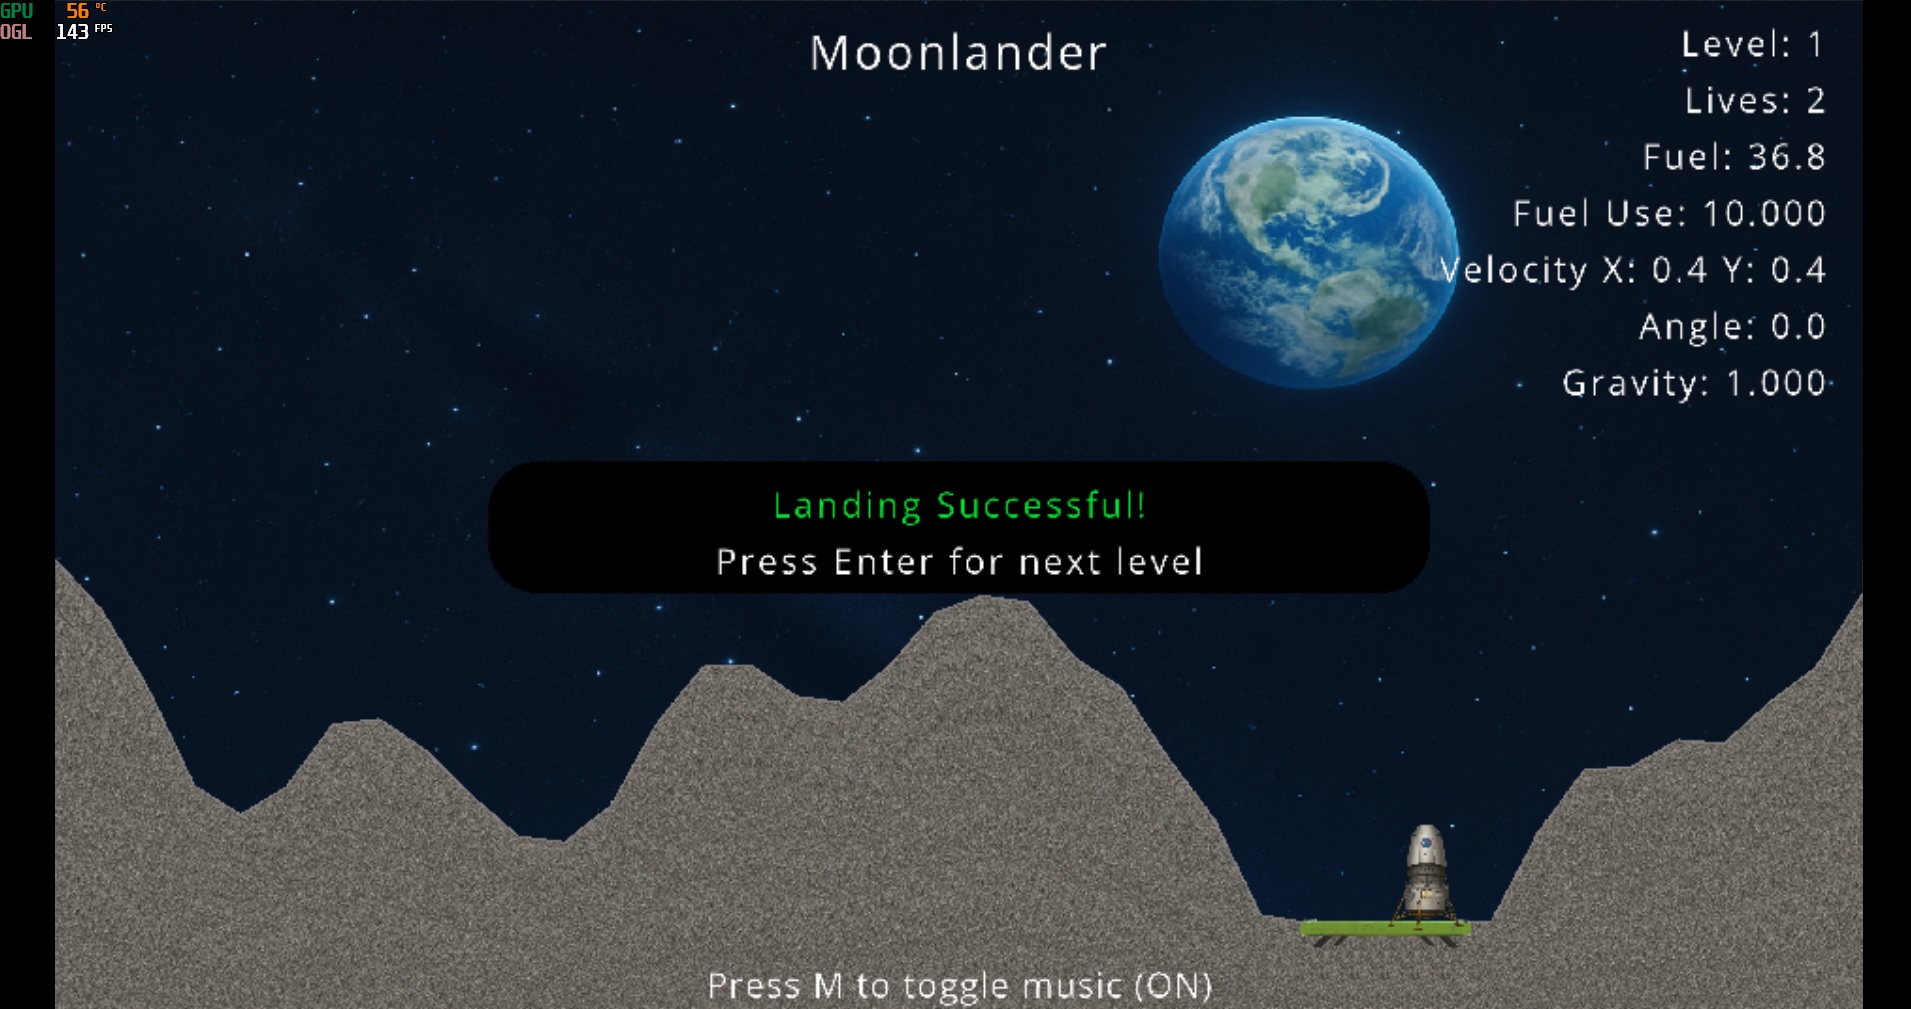 GPU 56 °C
OGL 143 FPS
Moonlander
Level: 1
Lives: 2
Fuel: 36.8
Fuel Use: 10.000
Velocity X: 0.4 Y: 0.4
Angle: 0.0
Gravity: 1.000
Landing Successful!
Press Enter for next level
Press M to toggle music (ON)